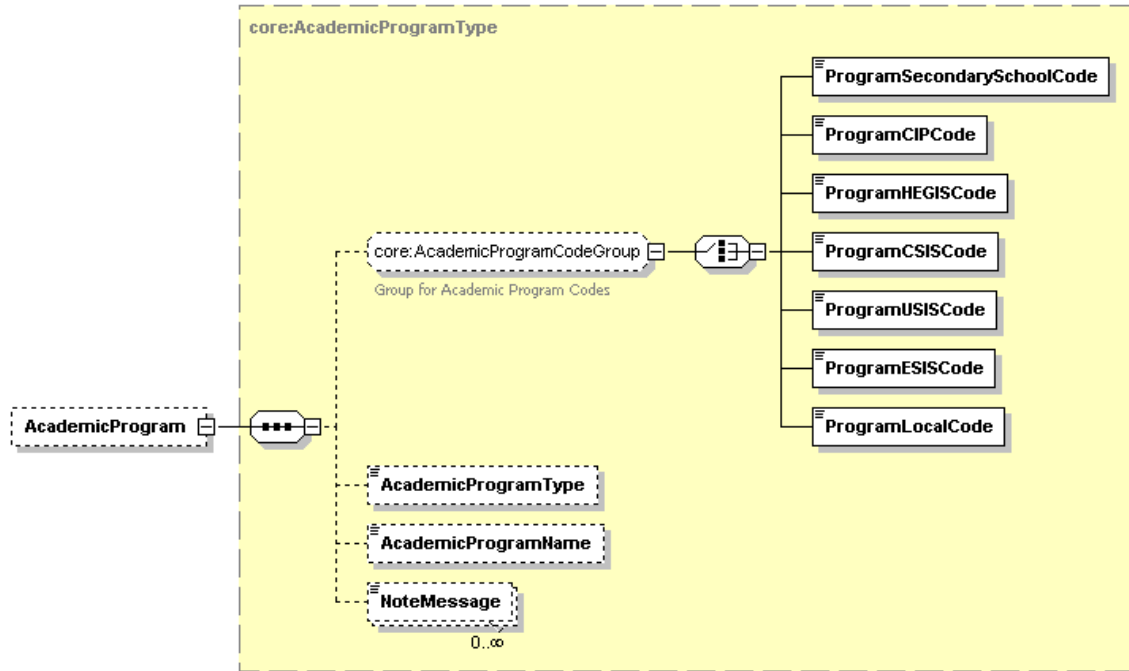 core:AcademicProgramType
ProgramSecondarySchoolCode
ProgramCIPCode
ProgramHEGISCode
core:AcademicProgramCodeGroup
ProgramCSISCode
Group for Academic Program Codes
ProgramUSISCode
ProgramESISCode
AcademicProgram
ProgramLocalCode
AcademicProgramType
AcademicProgramName
NoteMessage
0..∞